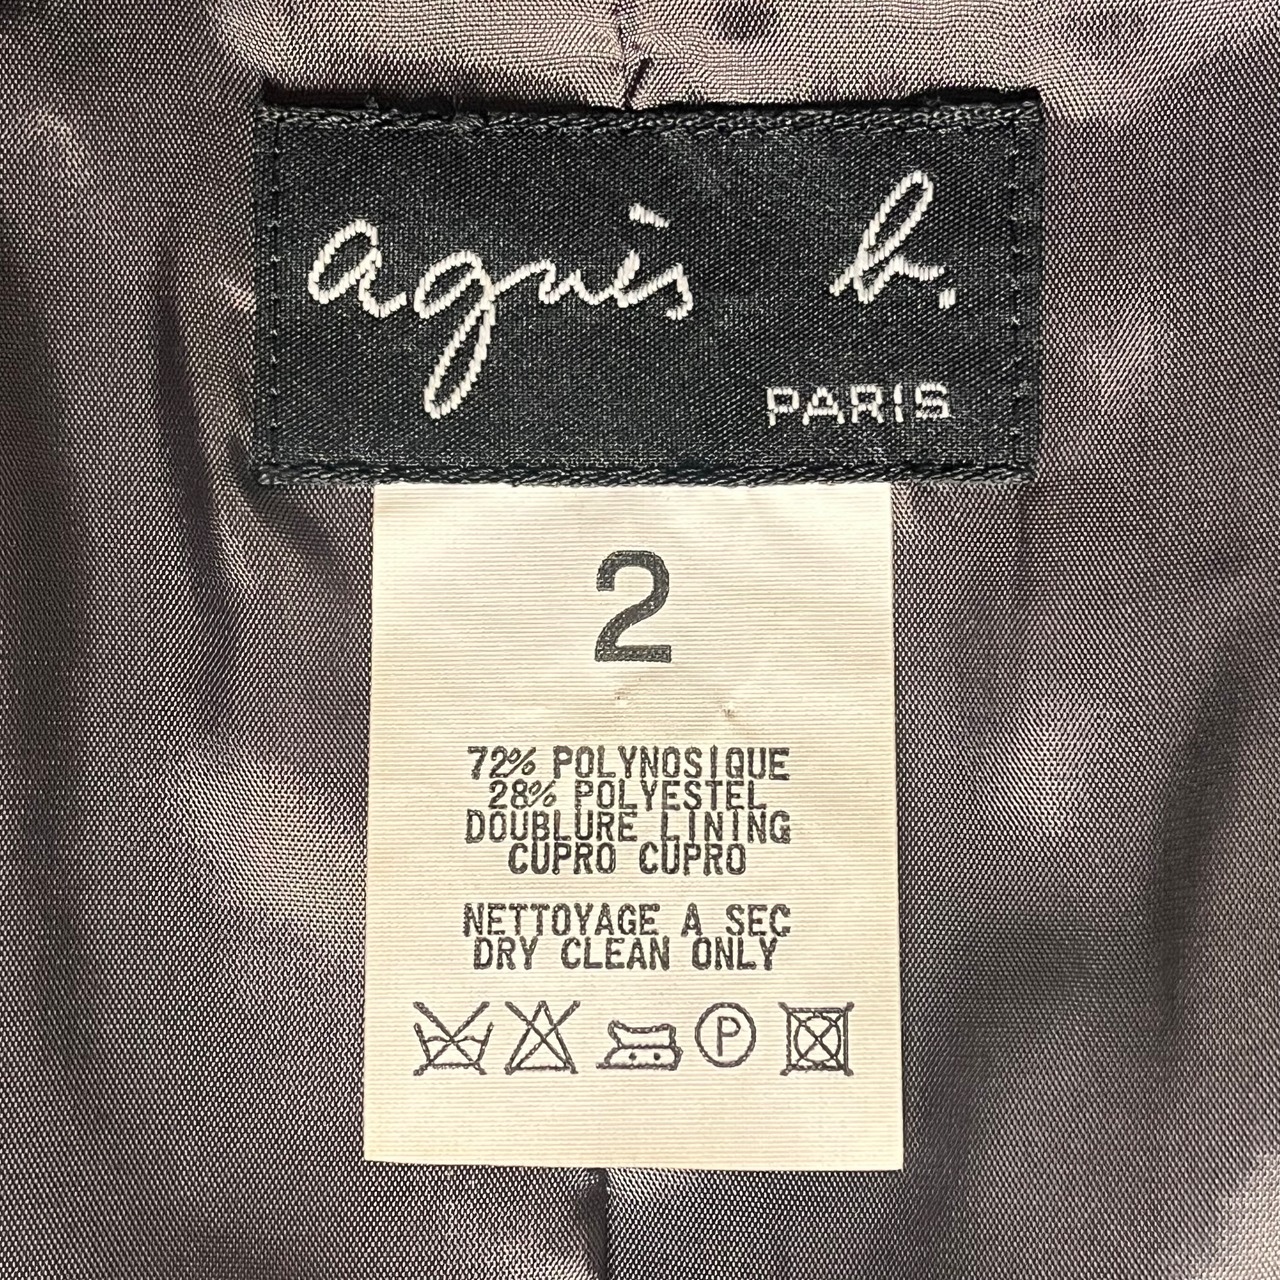 agnès b.
PARIS
2
72% POLYNOSIQUE
28% POLYESTEL
DOUBLURE LINING
CUPRO CUPRO
NETTOYAGE A SEC
DRY CLEAN ONLY
P